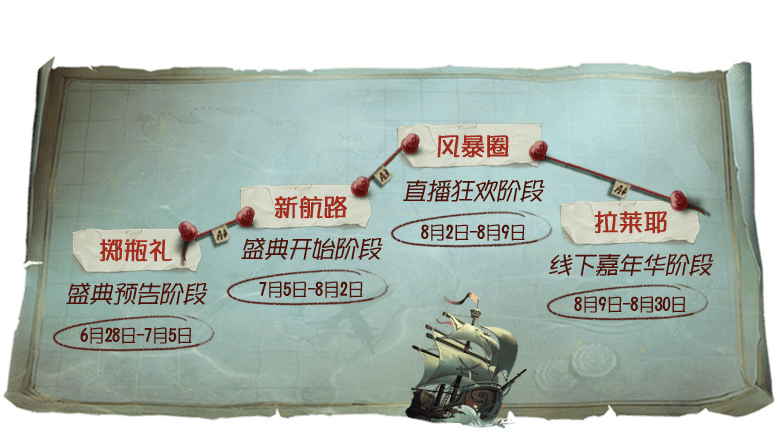 掷瓶礼
盛典预告阶段
6月28日-7月5日
新航路
盛典开始阶段
7月5日-8月2日
风暴圈
直播狂欢阶段
8月2日-8月9日
拉莱耶
线下嘉年华阶段
8月9日-8月30日